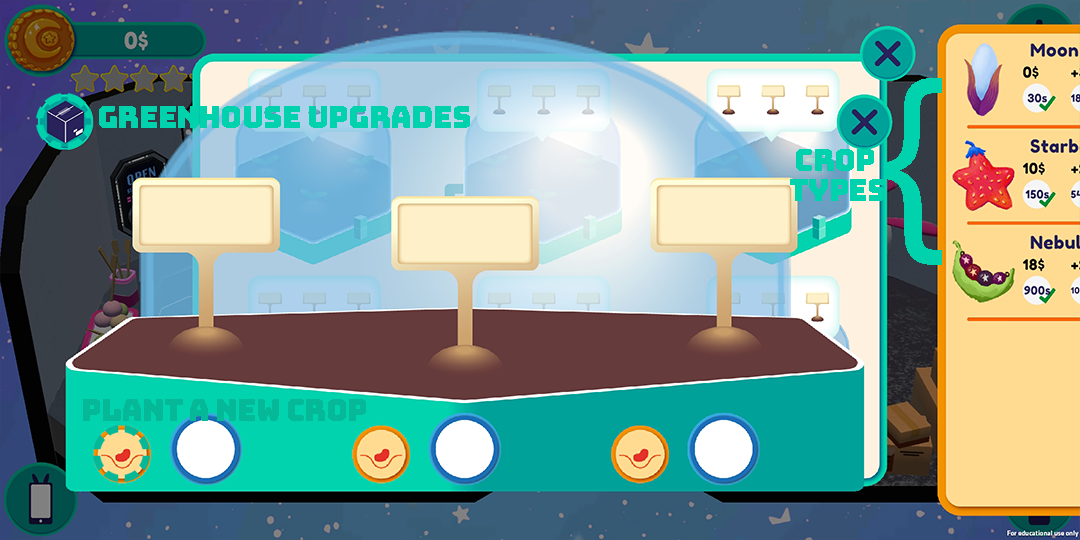 0$
GREENHOUSE UPGRADES
OPEN
CROP
TYPES
PLANT A NEW CROP
Moon
0$
30s
18
Starb
10$
150s
54
Nebul
18$
900s
10
For educational use only